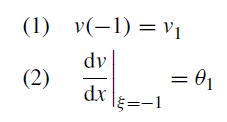 (1) v(−1) = v₁
(2) dv/dx |ξ=−1 = θ₁